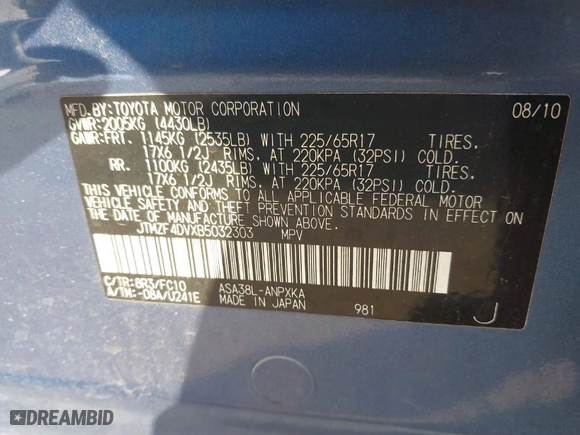 MFD. BY: TOYOTA MOTOR CORPORATION 08/10
GVWR: 2005KG (4430LB)
GAWR: FRT. 1145KG (2535LB) WITH 225/65R17 TIRES.
17X6 1/2J RIMS, AT 220KPA (32PSI) COLD.
RR. 1100KG (2435LB) WITH 225/65R17 TIRES.
17X6 1/2J RIMS, AT 220KPA (32PSI) COLD.
THIS VEHICLE CONFORMS TO ALL APPLICABLE FEDERAL MOTOR
VEHICLE SAFETY AND THEFT PREVENTION STANDARDS IN EFFECT ON
THE DATE OF MANUFACTURE SHOWN ABOVE.
JTMZF4DVXB5032303 MPV
C/TR: 8R3/FC10 ASA38L-ANPXKA
A/TM: -08A/U241E MADE IN JAPAN 981 J
DREAMBID